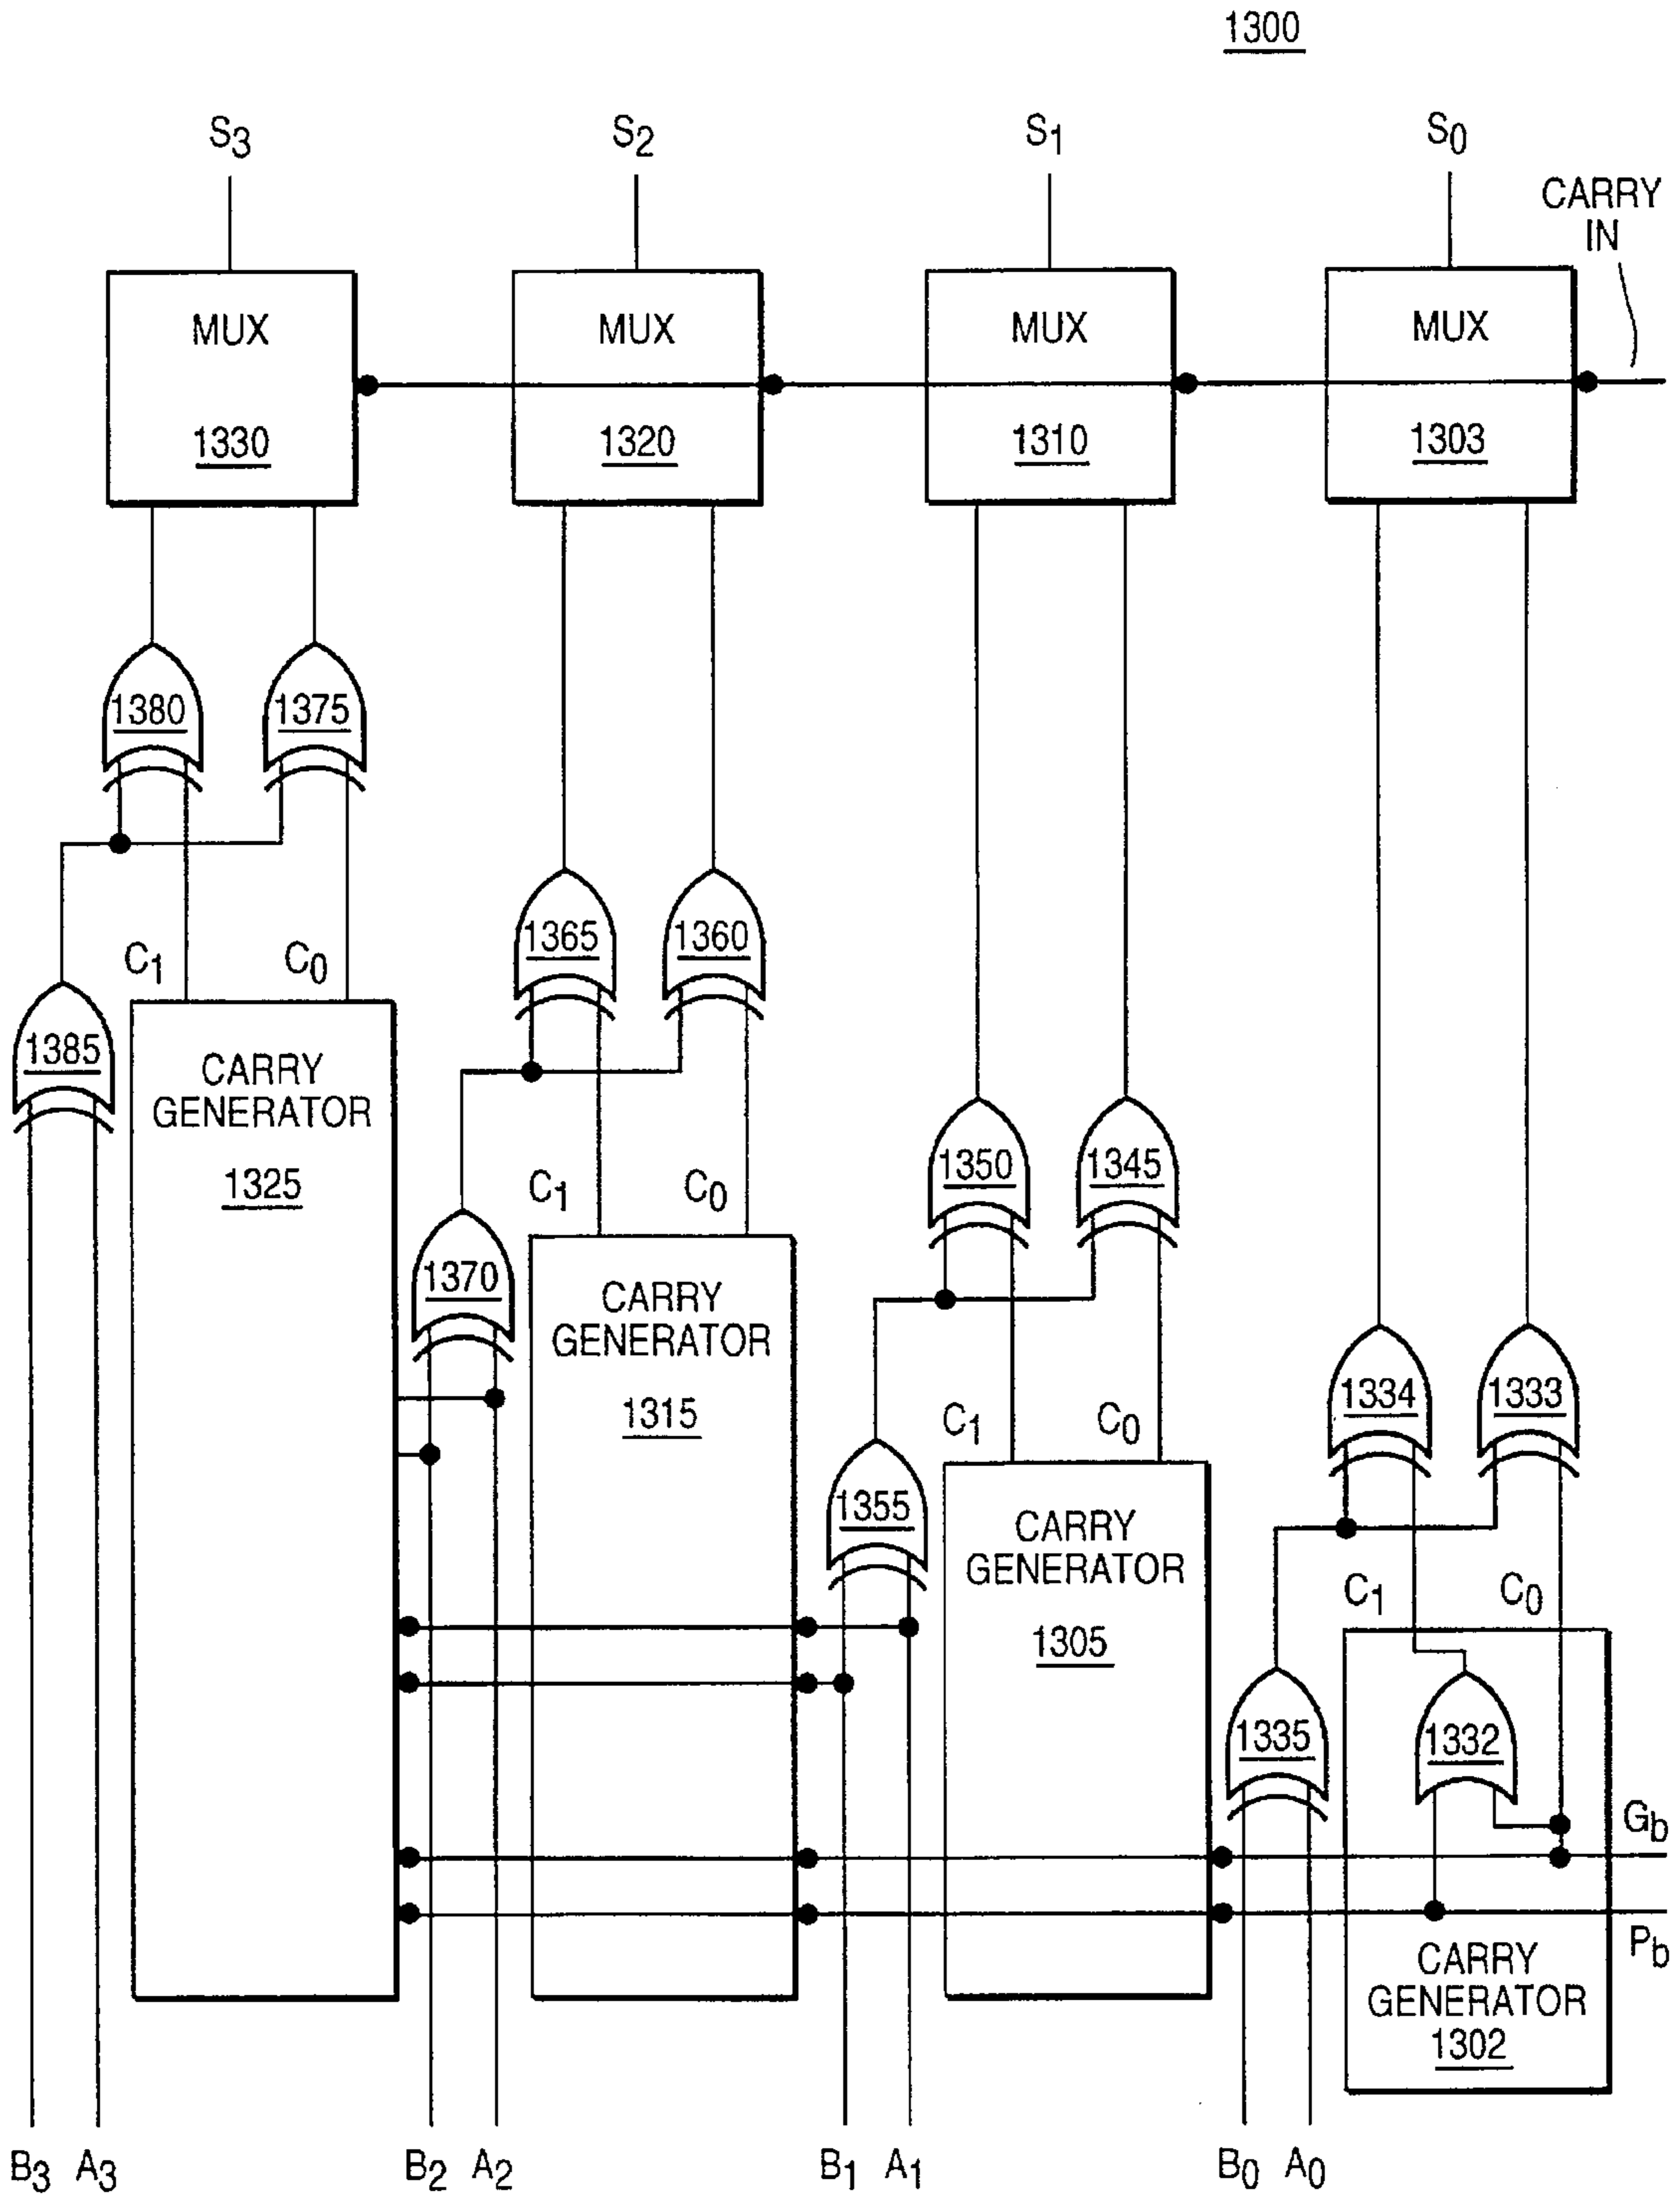 1300
S3 S2 S1 S0
CARRY
IN
MUX MUX MUX MUX
1330 1320 1310 1303
1380 1375
1365 1360
C1 C0
1385
CARRY
GENERATOR
1325
1350 1345
C1 C0
1370
CARRY
GENERATOR
1315
1334 1333
C1 C0
1355
CARRY
GENERATOR
1305
C1 C0
1335 1332
Gb
Pb
CARRY
GENERATOR
1302
B3 A3 B2 A2 B1 A1 B0 A0